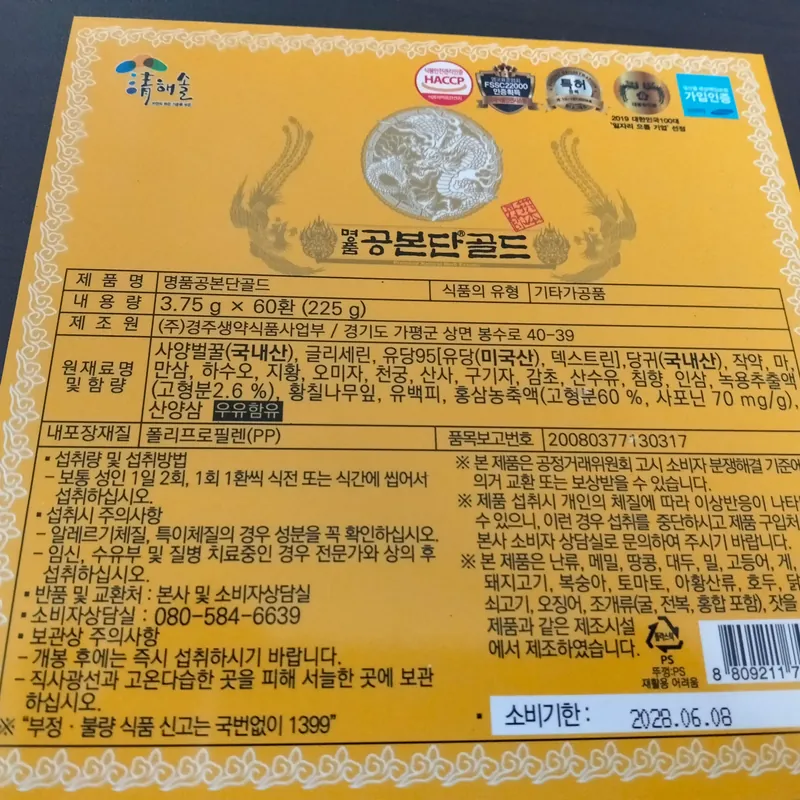 淸해솔
HACCP
FSSC22000
인증획득
특허
가입인증
2019 대한민국100대
'일자리 으뜸 기업' 선정
명품 공본단®골드
제 품 명 명품공본단골드 식품의 유형 기타가공품
내 용 량 3.75 g × 60환 (225 g)
제 조 원 (주)경주생약식품사업부 / 경기도 가평군 상면 봉수로 40-39
원재료명 및 함량
사양벌꿀(국내산), 글리세린, 유당95[유당(미국산), 덱스트린],당귀(국내산), 작약, 마,
만삼, 하수오, 지황, 오미자, 천궁, 산사, 구기자, 감초, 산수유, 침향, 인삼, 녹용추출액
(고형분2.6 %), 황칠나무잎, 유백피, 홍삼농축액(고형분60 %, 사포닌 70 mg/g),
산양삼 우유함유
내포장재질 폴리프로필렌(PP) 품목보고번호 20080377130317
• 섭취량 및 섭취방법
– 보통 성인 1일 2회, 1회 1환씩 식전 또는 식간에 씹어서
섭취하십시오.
• 섭취시 주의사항
– 알레르기체질, 특이체질의 경우 성분을 꼭 확인하십시오.
– 임신, 수유부 및 질병 치료중인 경우 전문가와 상의 후
섭취하십시오.
• 반품 및 교환처 : 본사 및 소비자상담실
• 소비자상담실 : 080-584-6639
• 보관상 주의사항
– 개봉 후에는 즉시 섭취하시기 바랍니다.
– 직사광선과 고온다습한 곳을 피해 서늘한 곳에 보관
하십시오.
※ "부정 · 불량 식품 신고는 국번없이 1399"
※ 본 제품은 공정거래위원회 고시 소비자 분쟁해결 기준에
의거 교환 또는 보상받을 수 있습니다.
※ 제품 섭취시 개인의 체질에 따라 이상반응이 나타
수 있으니, 이런 경우 섭취를 중단하시고 제품 구입처
본사 소비자 상담실로 문의하여 주시기 바랍니다.
※ 본 제품은 난류, 메밀, 땅콩, 대두, 밀, 고등어, 게,
돼지고기, 복숭아, 토마토, 아황산류, 호두, 닭
쇠고기, 오징어, 조개류(굴, 전복, 홍합 포함), 잣을
제품과 같은 제조시설
에서 제조하였습니다.
플라스틱
PS
뚜껑:PS
재활용 어려움
8 809211 7
• 소비기한 : 2028.06.08